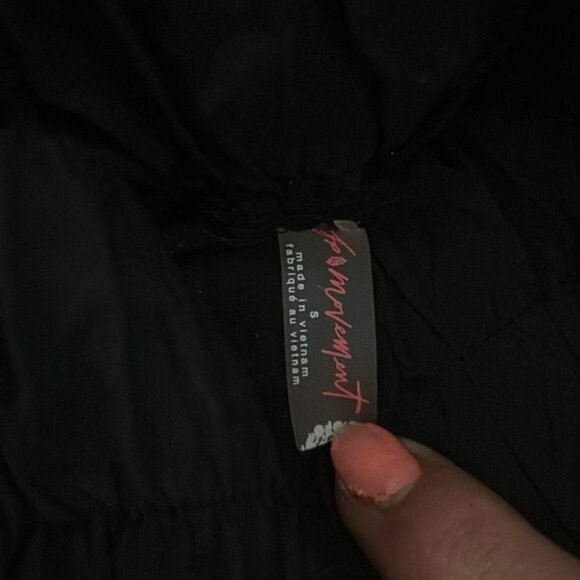 fp movement
S
made in vietnam
fabriqué au vietnam